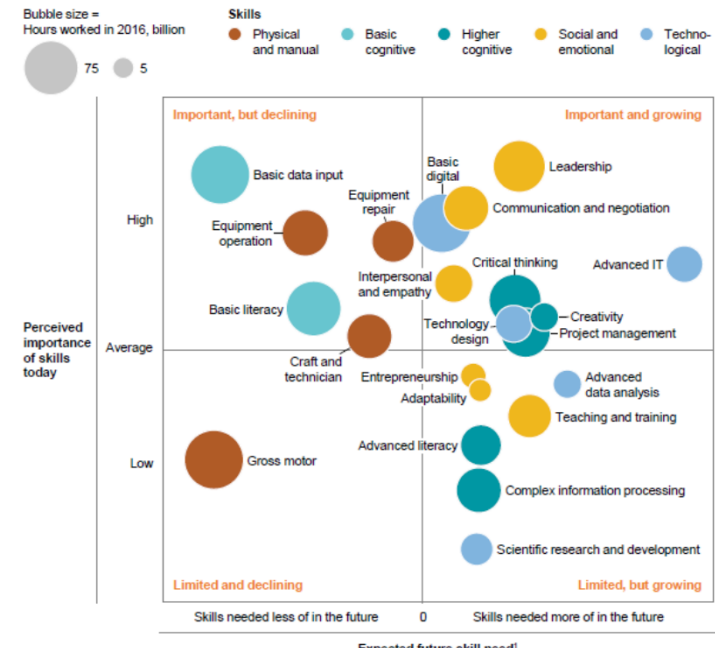 Bubble size =
Hours worked in 2016, billion
75
5
Skills
Physical
and manual
Basic
cognitive
Higher
cognitive
Social and
emotional
Techno-
logical
Important, but declining
Important and growing
Perceived
importance
of skills
today
High
Average
Low
Basic data input
Equipment
operation
Equipment
repair
Basic literacy
Craft and
technician
Gross motor
Basic
digital
Leadership
Communication and negotiation
Interpersonal
and empathy
Critical thinking
Advanced IT
Technology
design
Creativity
Project management
Entrepreneurship
Adaptability
Advanced
data analysis
Teaching and training
Advanced literacy
Complex information processing
Scientific research and development
Limited and declining
Limited, but growing
Skills needed less of in the future
0
Skills needed more of in the future
Expected future skill need¹